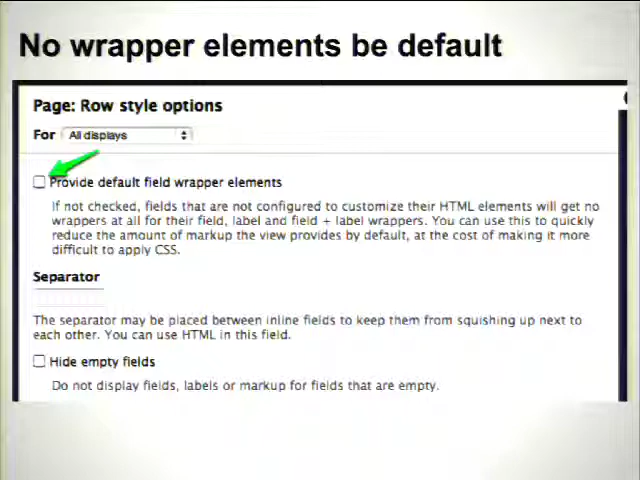 No wrapper elements be default
Page: Row style options
For All displays
Provide default field wrapper elements
If not checked, fields that are not configured to customize their HTML elements will get no
wrappers at all for their field, label and field + label wrappers. You can use this to quickly
reduce the amount of markup the view provides by default, at the cost of making it more
difficult to apply CSS.
Separator
The separator may be placed between inline fields to keep them from squishing up next to
each other. You can use HTML in this field.
Hide empty fields
Do not display fields, labels or markup for fields that are empty.